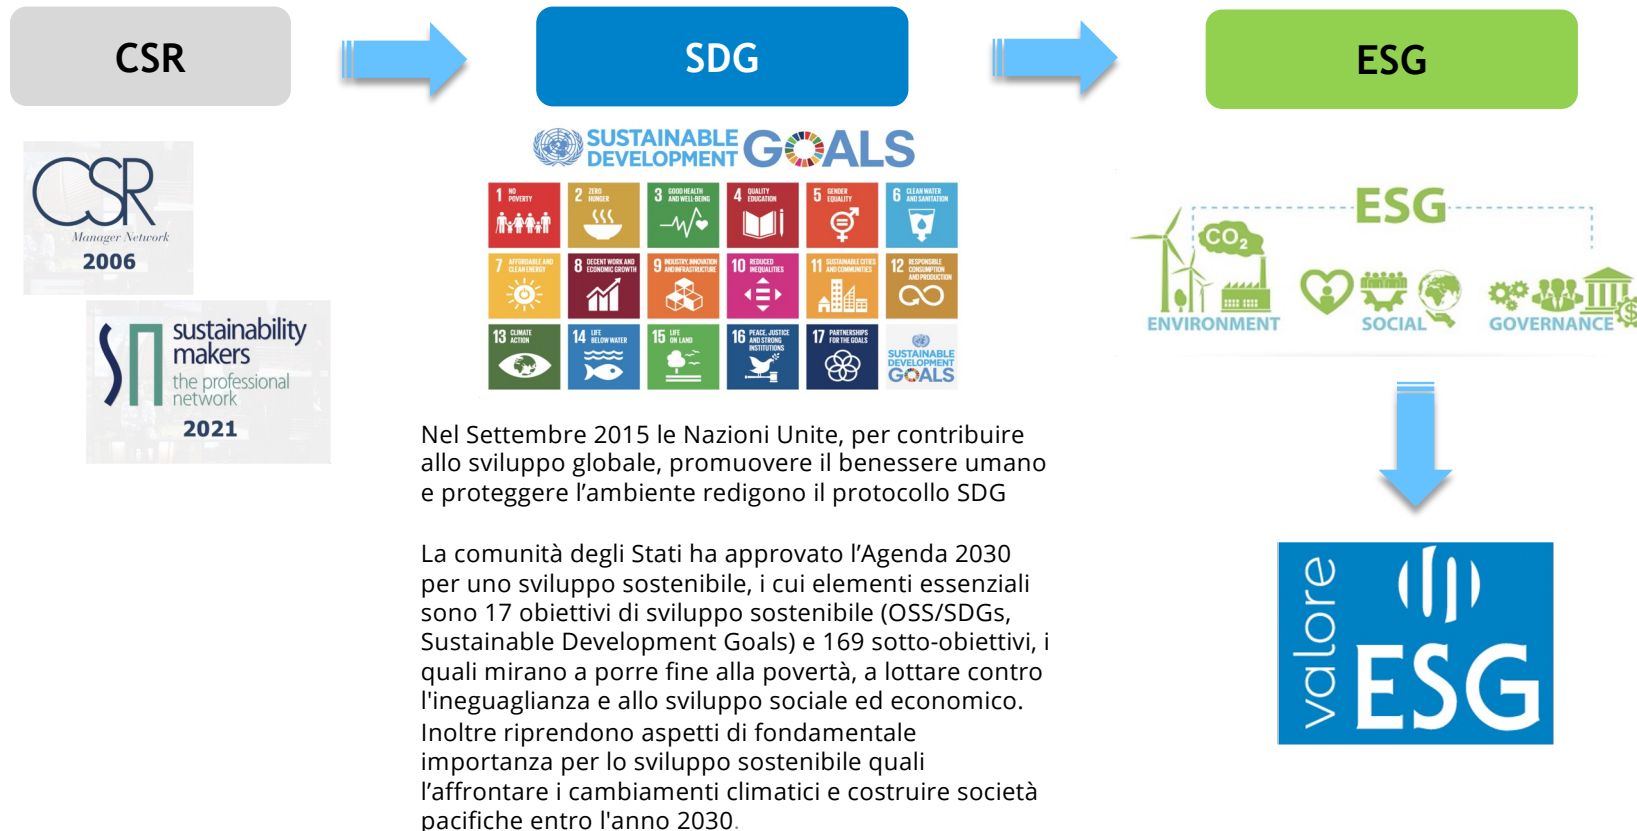 CSR
SDG
ESG
CSR
Manager Network
2006
sustainability
makers
the professional
network
2021
SUSTAINABLE
DEVELOPMENT
GOALS
1 NO
POVERTY
2 ZERO
HUNGER
3 GOOD HEALTH
AND WELL-BEING
4 QUALITY
EDUCATION
5 GENDER
EQUALITY
6 CLEAN WATER
AND SANITATION
7 AFFORDABLE AND
CLEAN ENERGY
8 DECENT WORK AND
ECONOMIC GROWTH
9 INDUSTRY, INNOVATION
AND INFRASTRUCTURE
10 REDUCED
INEQUALITIES
11 SUSTAINABLE CITIES
AND COMMUNITIES
12 RESPONSIBLE
CONSUMPTION
AND PRODUCTION
13 CLIMATE
ACTION
14 LIFE
BELOW WATER
15 LIFE
ON LAND
16 PEACE, JUSTICE
AND STRONG
INSTITUTIONS
17 PARTNERSHIPS
FOR THE GOALS
SUSTAINABLE
DEVELOPMENT
GOALS
Nel Settembre 2015 le Nazioni Unite, per contribuire
allo sviluppo globale, promuovere il benessere umano
e proteggere l’ambiente redigono il protocollo SDG
La comunità degli Stati ha approvato l’Agenda 2030
per uno sviluppo sostenibile, i cui elementi essenziali
sono 17 obiettivi di sviluppo sostenibile (OSS/SDGs,
Sustainable Development Goals) e 169 sotto-obiettivi, i
quali mirano a porre fine alla povertà, a lottare contro
l'ineguaglianza e allo sviluppo sociale ed economico.
Inoltre riprendono aspetti di fondamentale
importanza per lo sviluppo sostenibile quali
l’affrontare i cambiamenti climatici e costruire società
pacifiche entro l'anno 2030.
ESG
CO2
ENVIRONMENT
SOCIAL
GOVERNANCE
$
valore
ESG